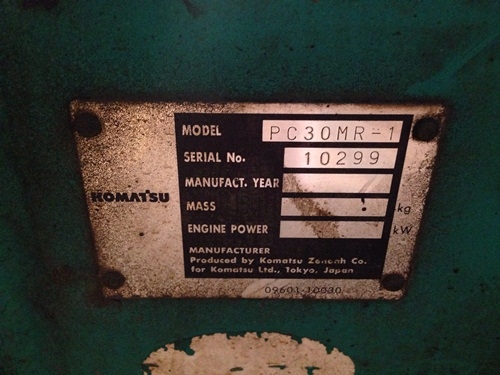 MODEL PC30MR-1
SERIAL No. 10299
MANUFACT. YEAR
MASS kg
KOMATSU
ENGINE POWER kW
MANUFACTURER
Produced by Komatsu Zenoah Co.
for Komatsu Ltd., Tokyo, Japan
09601-10030